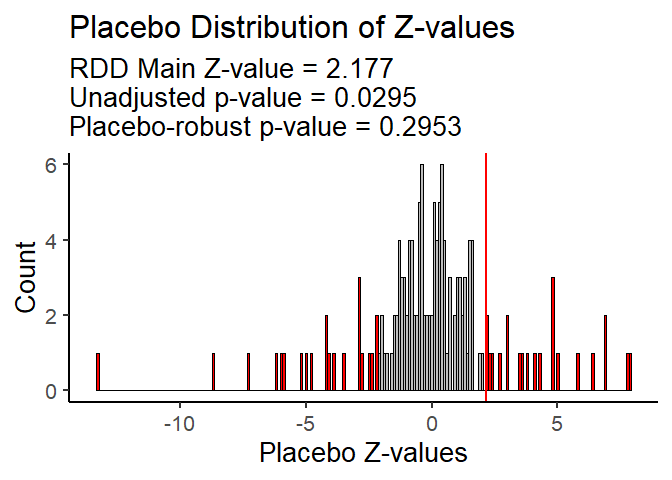 Placebo Distribution of Z-values
RDD Main Z-value = 2.177
Unadjusted p-value = 0.0295
Placebo-robust p-value = 0.2953
6
4
2
0
Count
-10
-5
0
5
Placebo Z-values